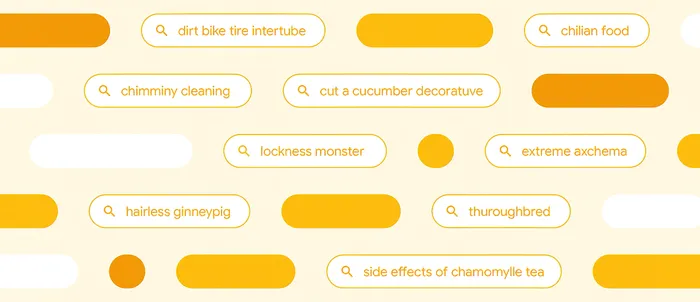 dirt bike tire intertube
chilian food
chimminy cleaning
cut a cucumber decoratuve
lockness monster
extreme axchema
hairless ginneypig
thuroughbred
side effects of chamomylle tea